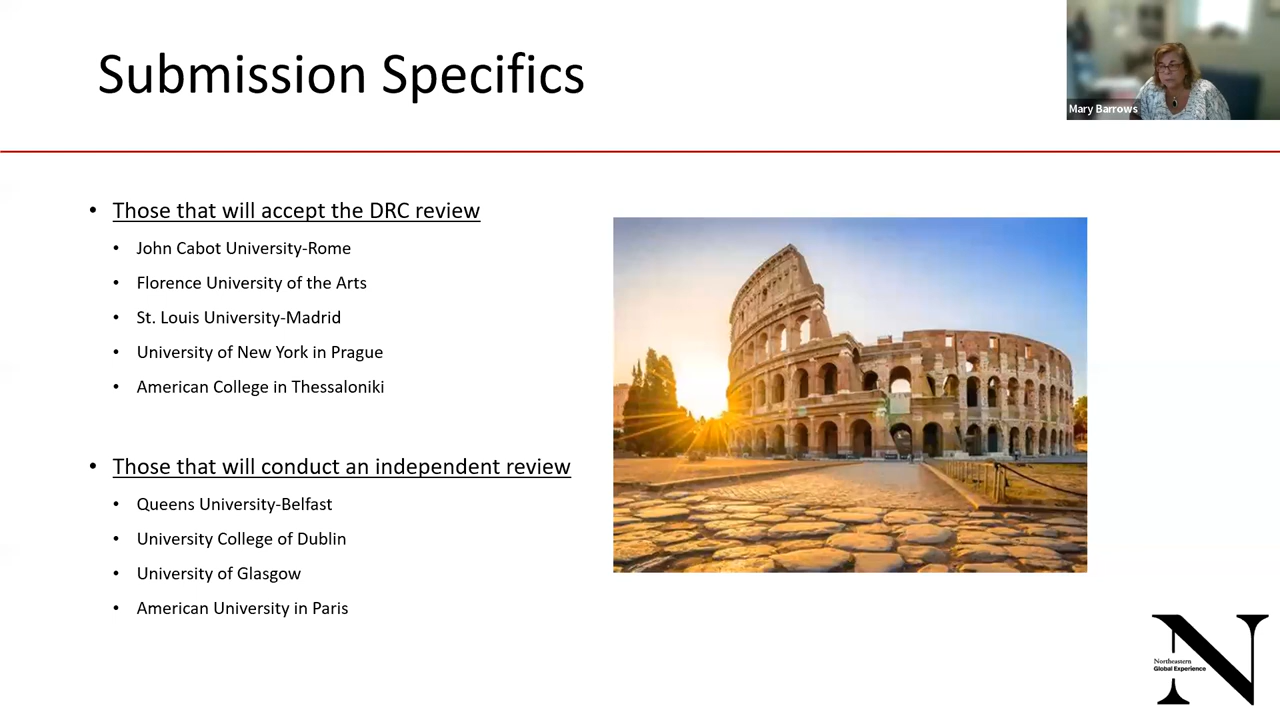 Submission Specifics
Mary Barrows
• Those that will accept the DRC review
• John Cabot University-Rome
• Florence University of the Arts
• St. Louis University-Madrid
• University of New York in Prague
• American College in Thessaloniki
• Those that will conduct an independent review
• Queens University-Belfast
• University College of Dublin
• University of Glasgow
• American University in Paris
N
Northeastern
Global Experience